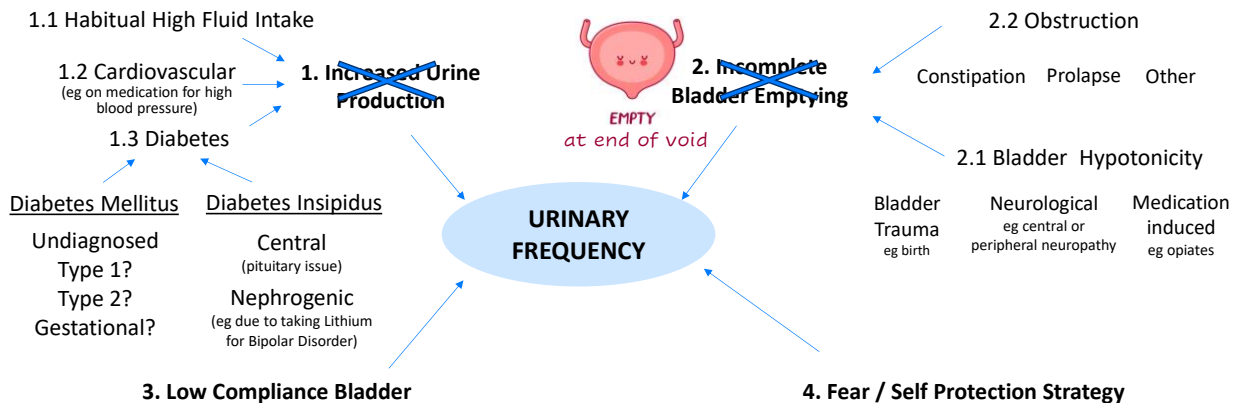 1.1 Habitual High Fluid Intake
1.2 Cardiovascular
(eg on medication for high
blood pressure)
1.3 Diabetes
Diabetes Mellitus
Undiagnosed
Type 1?
Type 2?
Gestational?
Diabetes Insipidus
Central
(pituitary issue)
Nephrogenic
(eg due to taking Lithium
for Bipolar Disorder)
1. Increased Urine
Production
EMPTY
at end of void
2. Incomplete
Bladder Emptying
2.2 Obstruction
Constipation Prolapse Other
2.1 Bladder Hypotonicity
Bladder
Trauma
eg birth
Neurological
eg central or
peripheral neuropathy
Medication
induced
eg opiates
URINARY
FREQUENCY
3. Low Compliance Bladder
4. Fear / Self Protection Strategy